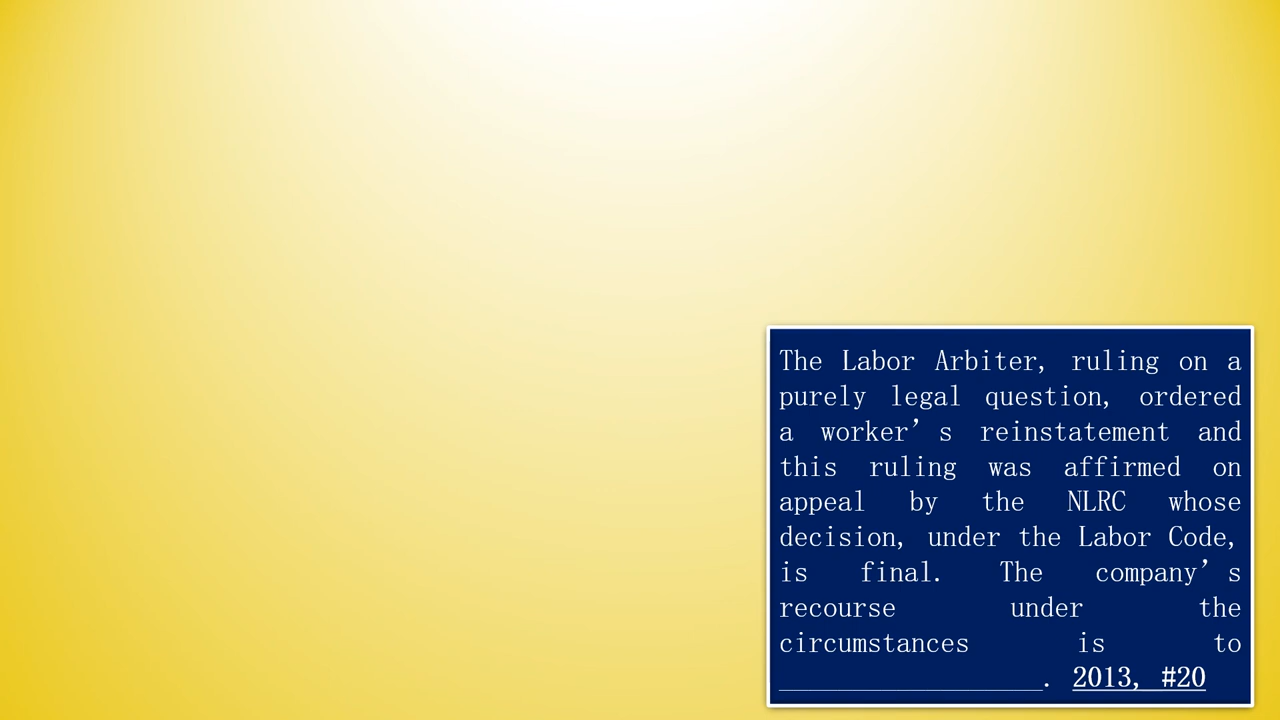 The Labor Arbiter, ruling on a
purely legal question, ordered
a worker’s reinstatement and
this ruling was affirmed on
appeal by the NLRC whose
decision, under the Labor Code,
is final. The company’s
recourse under the
circumstances is to
__________________. 2013, #20